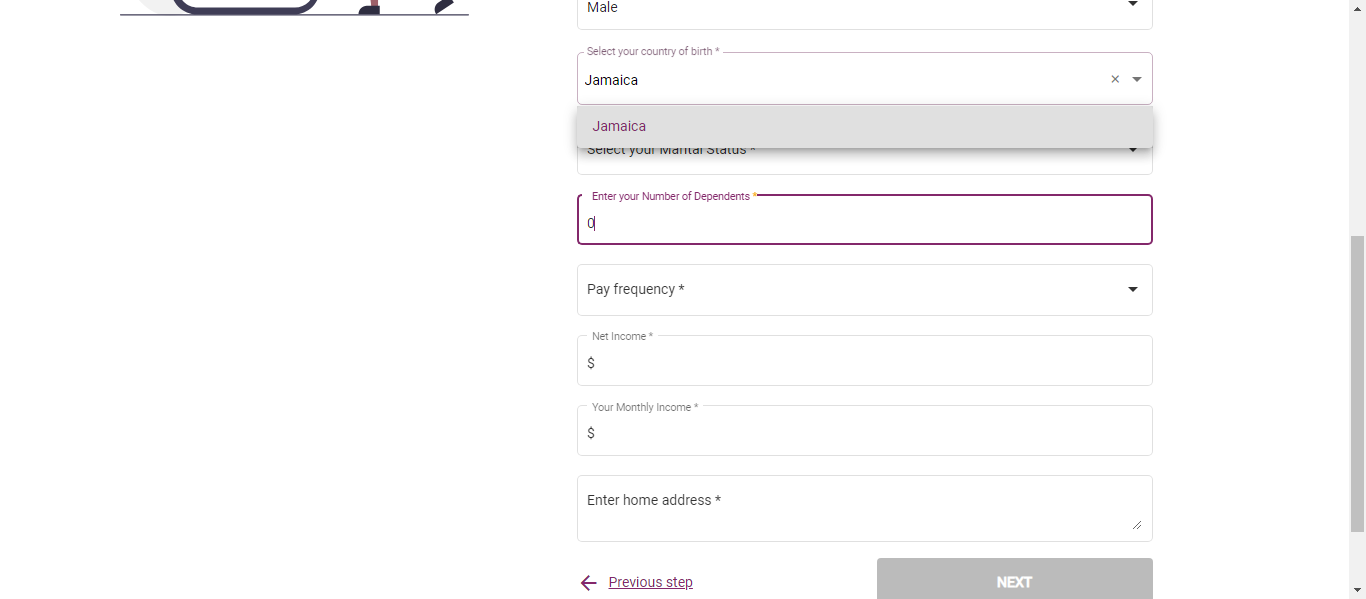 Male
Select your country of birth *
Jamaica
Jamaica
Select your Marital Status *
Enter your Number of Dependents *
0
Pay frequency *
Net Income *
$
Your Monthly Income *
$
Enter home address *
Previous step
NEXT